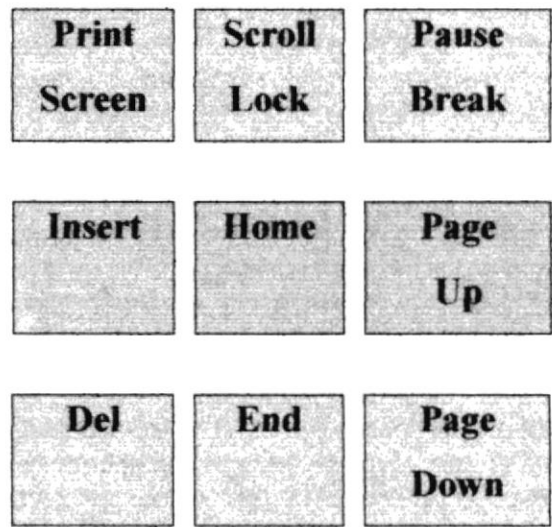 Print Scroll Pause
Screen Lock Break
Insert Home Page
Up
Del End Page
Down